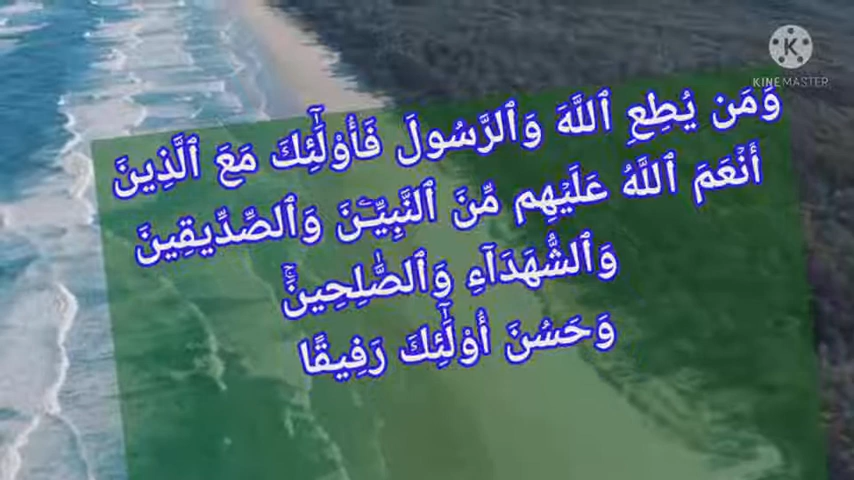 KINEMASTER
وَمَن يُطِعِ ٱللَّهَ وَٱلرَّسُولَ فَأُو۟لَٰٓئِكَ مَعَ ٱلَّذِينَ
أَنْعَمَ ٱللَّهُ عَلَيْهِم مِّنَ ٱلنَّبِيِّـۧنَ وَٱلصِّدِّيقِينَ
وَٱلشُّهَدَآءِ وَٱلصَّٰلِحِينَۚ
وَحَسُنَ أُو۟لَٰٓئِكَ رَفِيقًا